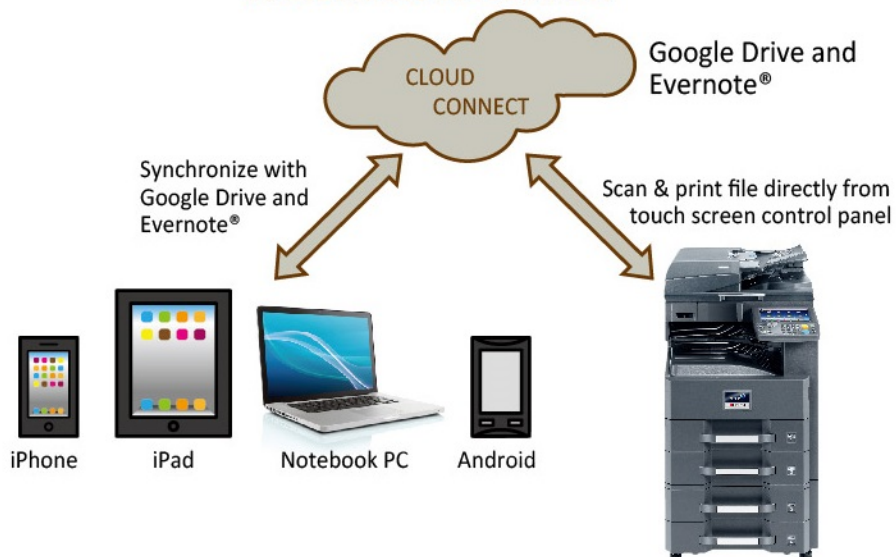 CLOUD
CONNECT
Google Drive and
Evernote®
Synchronize with
Google Drive and
Evernote®
Scan & print file directly from
touch screen control panel
iPhone
iPad
Notebook PC
Android